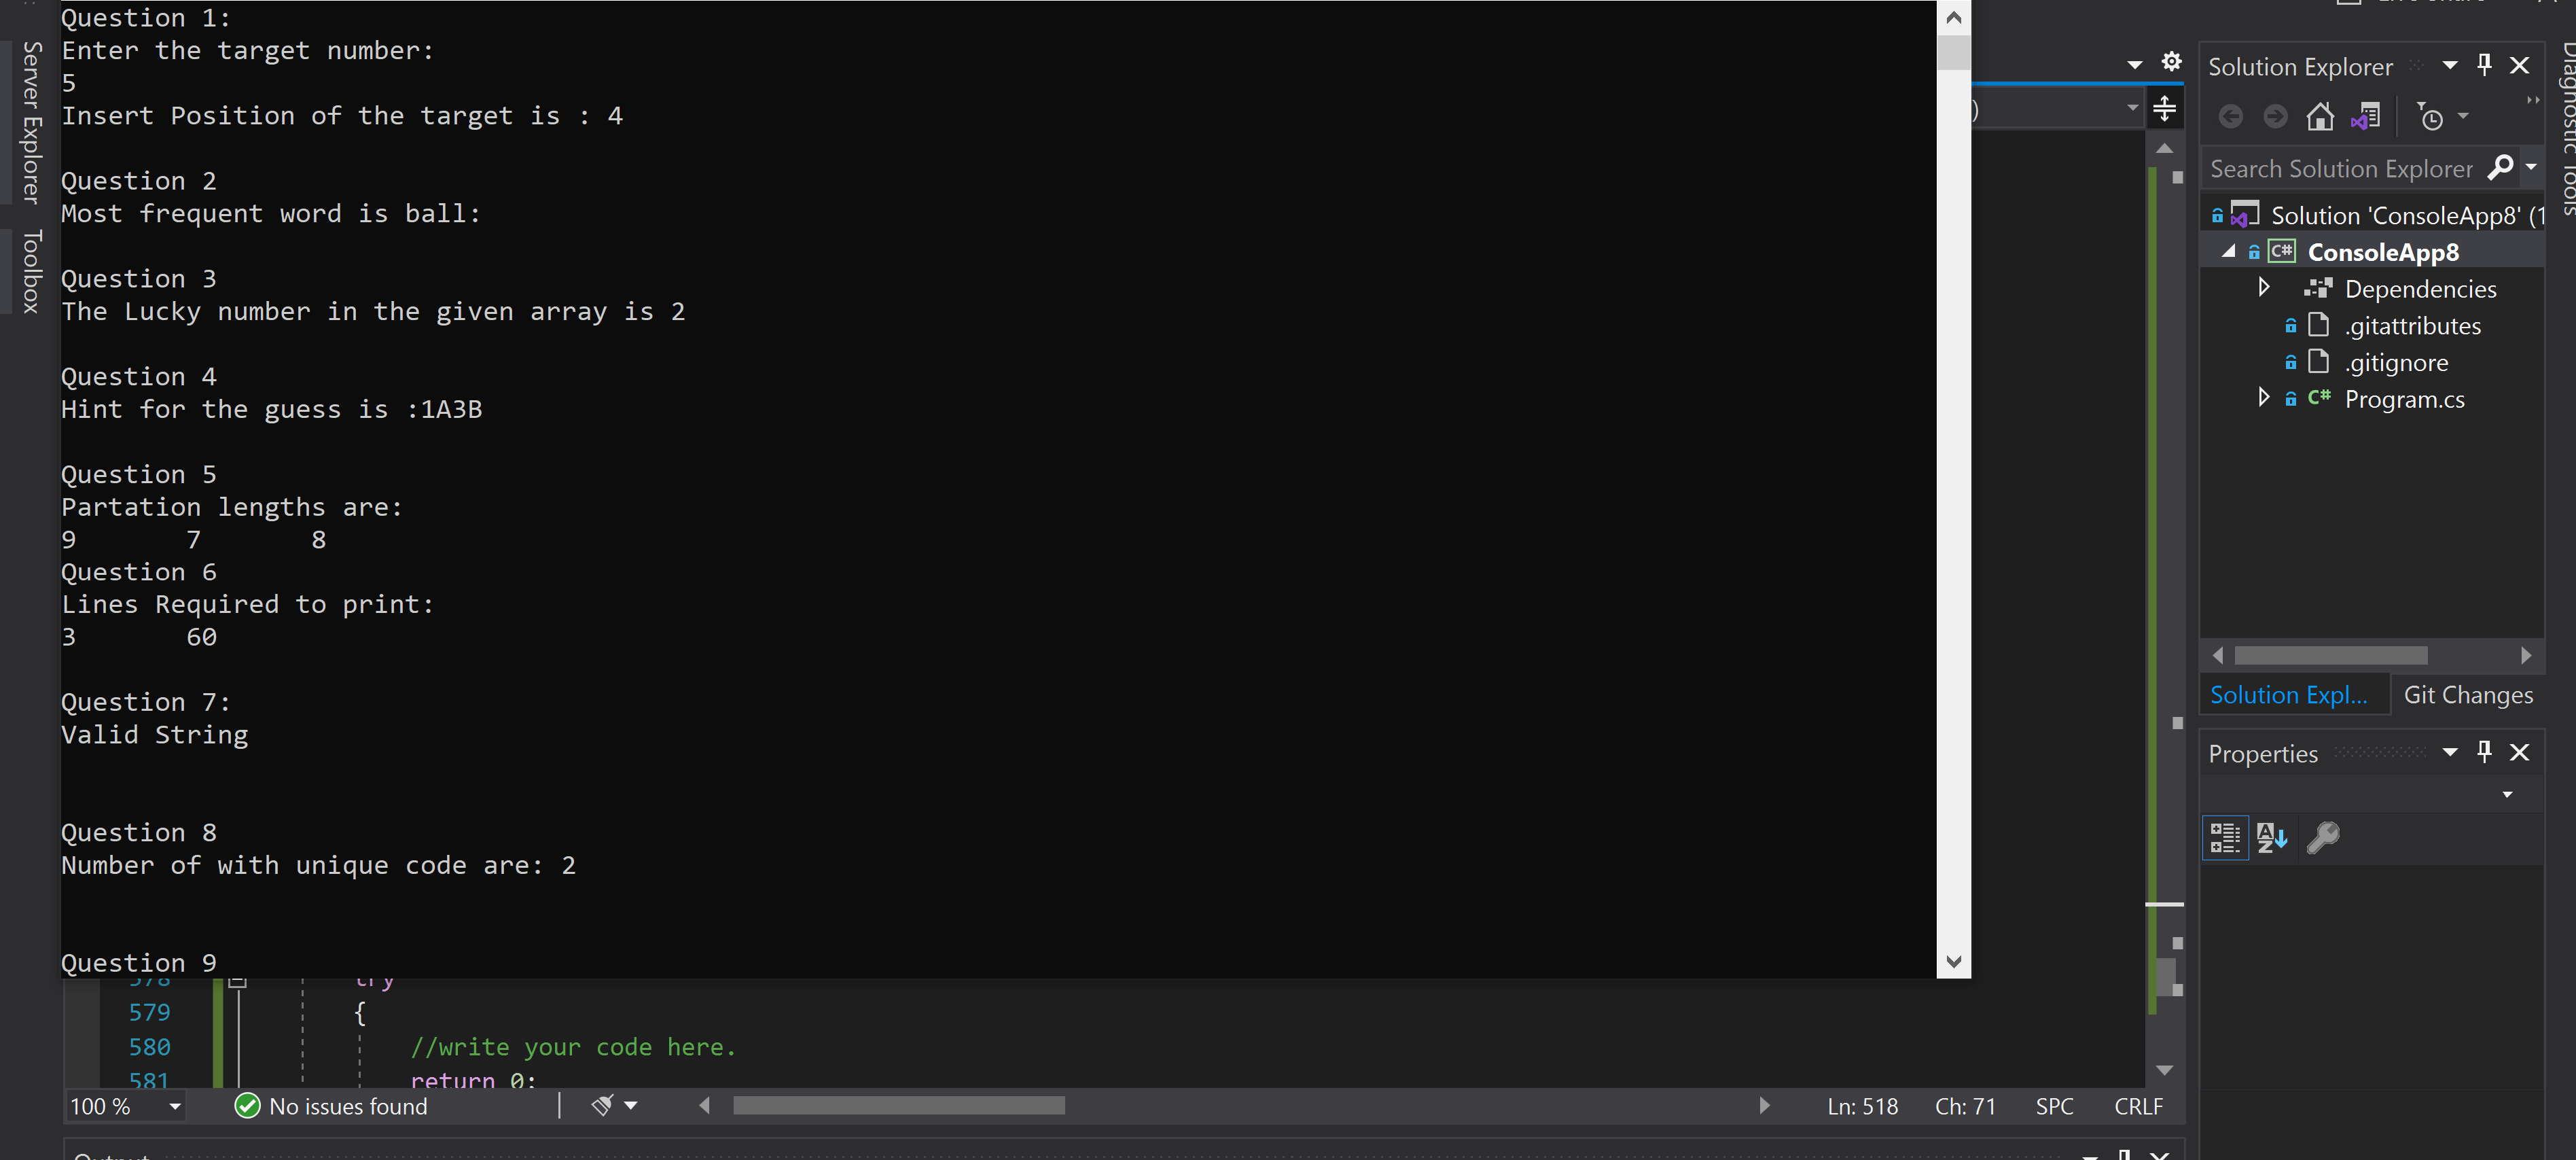 Question 1:
Enter the target number:
5
Insert Position of the target is : 4
Question 2
Most frequent word is ball:
Question 3
The Lucky number in the given array is 2
Question 4
Hint for the guess is :1A3B
Question 5
Partation lengths are:
9 7 8
Question 6
Lines Required to print:
3 60
Question 7:
Valid String
Question 8
Number of with unique code are: 2
Question 9
578 try
579 {
580 //write your code here.
581 return 0;
100 % No issues found Ln: 518 Ch: 71 SPC CRLF
Output
Server Explorer
Toolbox
)
Solution Explorer
Search Solution Explorer
Solution 'ConsoleApp8' (1
C# ConsoleApp8
Dependencies
.gitattributes
.gitignore
C# Program.cs
Solution Expl... Git Changes
Properties
Diagnostic Tools